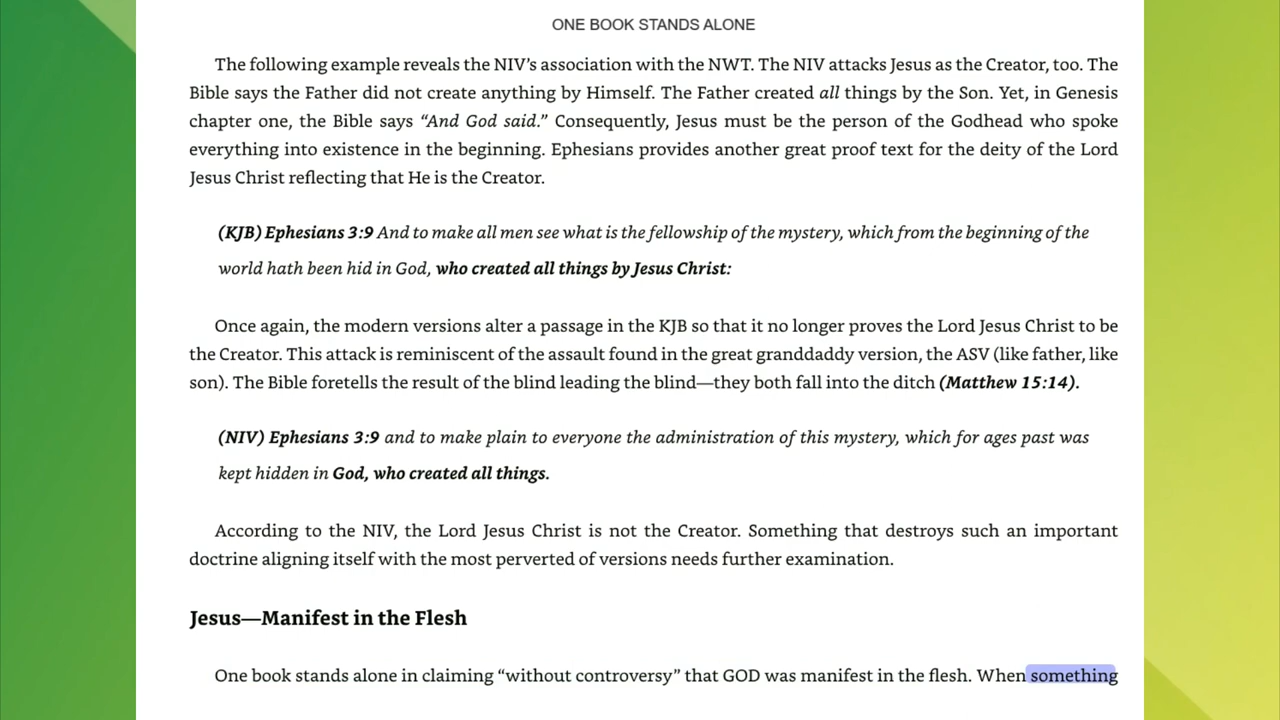 ONE BOOK STANDS ALONE
The following example reveals the NIV’s association with the NWT. The NIV attacks Jesus as the Creator, too. The
Bible says the Father did not create anything by Himself. The Father created all things by the Son. Yet, in Genesis
chapter one, the Bible says “And God said.” Consequently, Jesus must be the person of the Godhead who spoke
everything into existence in the beginning. Ephesians provides another great proof text for the deity of the Lord
Jesus Christ reflecting that He is the Creator.
(KJB) Ephesians 3:9 And to make all men see what is the fellowship of the mystery, which from the beginning of the
world hath been hid in God, who created all things by Jesus Christ:
Once again, the modern versions alter a passage in the KJB so that it no longer proves the Lord Jesus Christ to be
the Creator. This attack is reminiscent of the assault found in the great granddaddy version, the ASV (like father, like
son). The Bible foretells the result of the blind leading the blind—they both fall into the ditch (Matthew 15:14).
(NIV) Ephesians 3:9 and to make plain to everyone the administration of this mystery, which for ages past was
kept hidden in God, who created all things.
According to the NIV, the Lord Jesus Christ is not the Creator. Something that destroys such an important
doctrine aligning itself with the most perverted of versions needs further examination.
Jesus—Manifest in the Flesh
One book stands alone in claiming “without controversy” that GOD was manifest in the flesh. When something